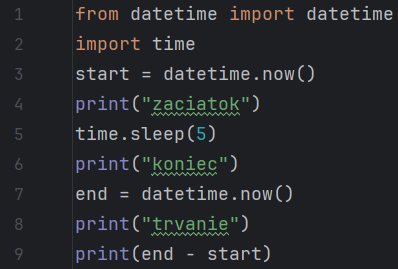 1 from datetime import datetime
2 import time
3 start = datetime.now()
4 print("zaciatok")
5 time.sleep(5)
6 print("koniec")
7 end = datetime.now()
8 print("trvanie")
9 print(end - start)